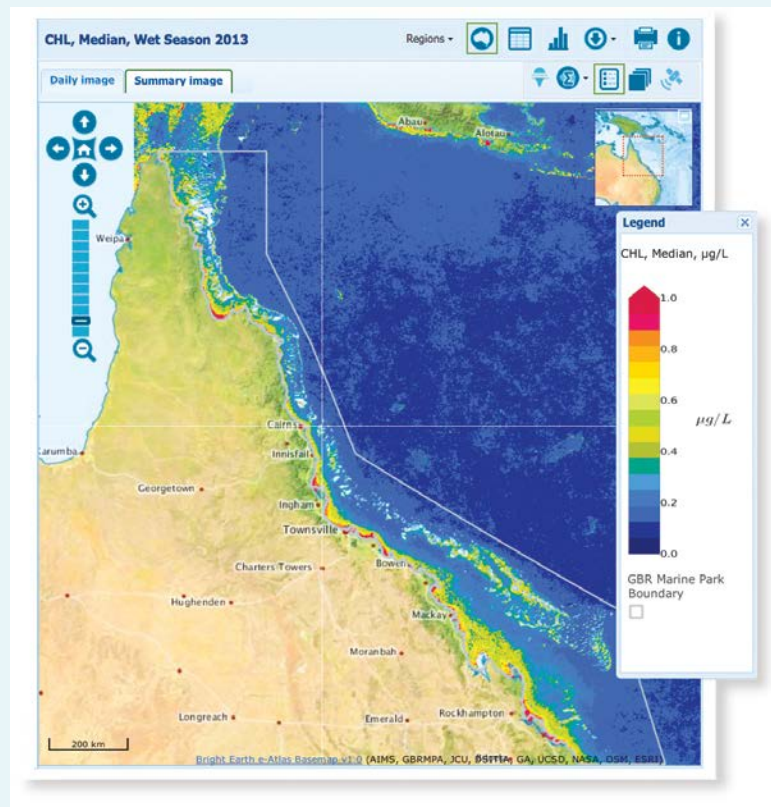 CHL, Median, Wet Season 2013
Regions
Daily image
Summary image
Abau
Alotau
Weipa
Legend
CHL, Median, µg/L
1.0
0.8
0.6
µg/L
0.4
0.2
0.0
GBR Marine Park
Boundary
Cairns
arumba
Innisfail
Georgetown
Ingham
Townsville
Bowen
Charters Towers
Hughenden
Mackay
Moranbah
Longreach
Emerald
Rockhampton
200 km
Bright Earth e-Atlas Basemap v1.0 (AIMS, GBRMPA, JCU, GA, UCSD, NASA, OSM, ESRI)